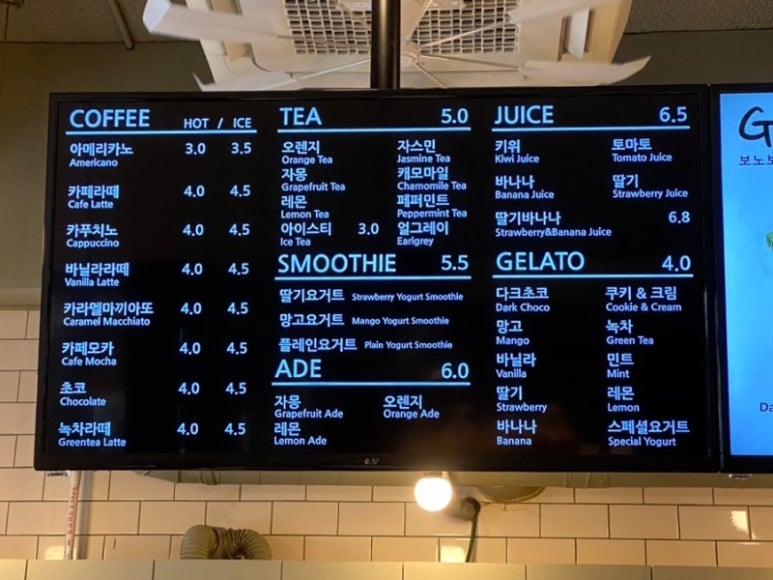 COFFEE HOT / ICE
아메리카노 3.0 3.5
Americano
카페라떼 4.0 4.5
Cafe Latte
카푸치노 4.0 4.5
Cappuccino
바닐라라떼 4.0 4.5
Vanilla Latte
카라멜마끼아또 4.0 4.5
Caramel Macchiato
카페모카 4.0 4.5
Cafe Mocha
초코 4.0 4.5
Chocolate
녹차라떼 4.0 4.5
Greentea Latte
TEA 5.0
오렌지 자스민
Orange Tea Jasmine Tea
자몽 캐모마일
Grapefruit Tea Chamomile Tea
레몬 페퍼민트
Lemon Tea Peppermint Tea
아이스티 3.0 얼그레이
Ice Tea Earlgrey
SMOOTHIE 5.5
딸기요거트 Strawberry Yogurt Smoothie
망고요거트 Mango Yogurt Smoothie
플레인요거트 Plain Yogurt Smoothie
ADE 6.0
자몽 오렌지
Grapefruit Ade Orange Ade
레몬
Lemon Ade
JUICE 6.5
키위 토마토
Kiwi Juice Tomato Juice
바나나 딸기
Banana Juice Strawberry Juice
딸기바나나 6.8
Strawberry&Banana Juice
GELATO 4.0
다크초코 쿠키 & 크림
Dark Choco Cookie & Cream
망고 녹차
Mango Green Tea
바닐라 민트
Vanilla Mint
딸기 레몬
Strawberry Lemon
바나나 스페셜요거트
Banana Special Yogurt
G
보노보
Da